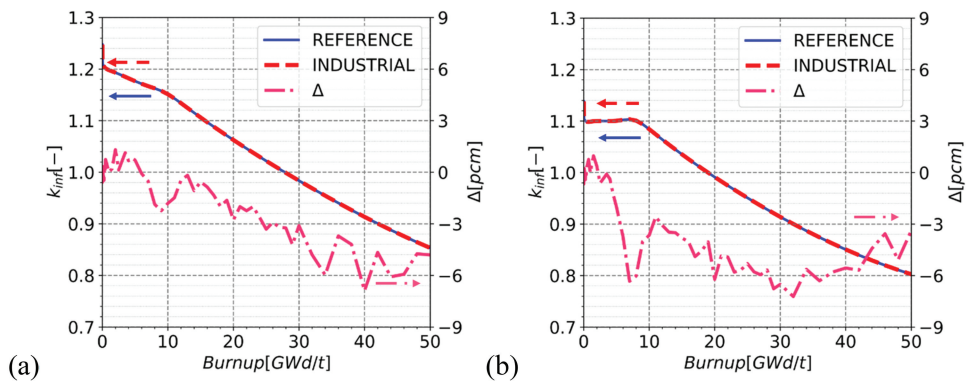 1.3
1.2
1.1
1.0
0.9
0.8
0.7
k_inf[−]
0 10 20 30 40 50
Burnup[GWd/t]
9
6
3
0
−3
−6
−9
Δ[pcm]
REFERENCE
INDUSTRIAL
Δ
(a)
1.3
1.2
1.1
1.0
0.9
0.8
0.7
k_inf[−]
0 10 20 30 40 50
Burnup[GWd/t]
9
6
3
0
−3
−6
−9
Δ[pcm]
REFERENCE
INDUSTRIAL
Δ
(b)